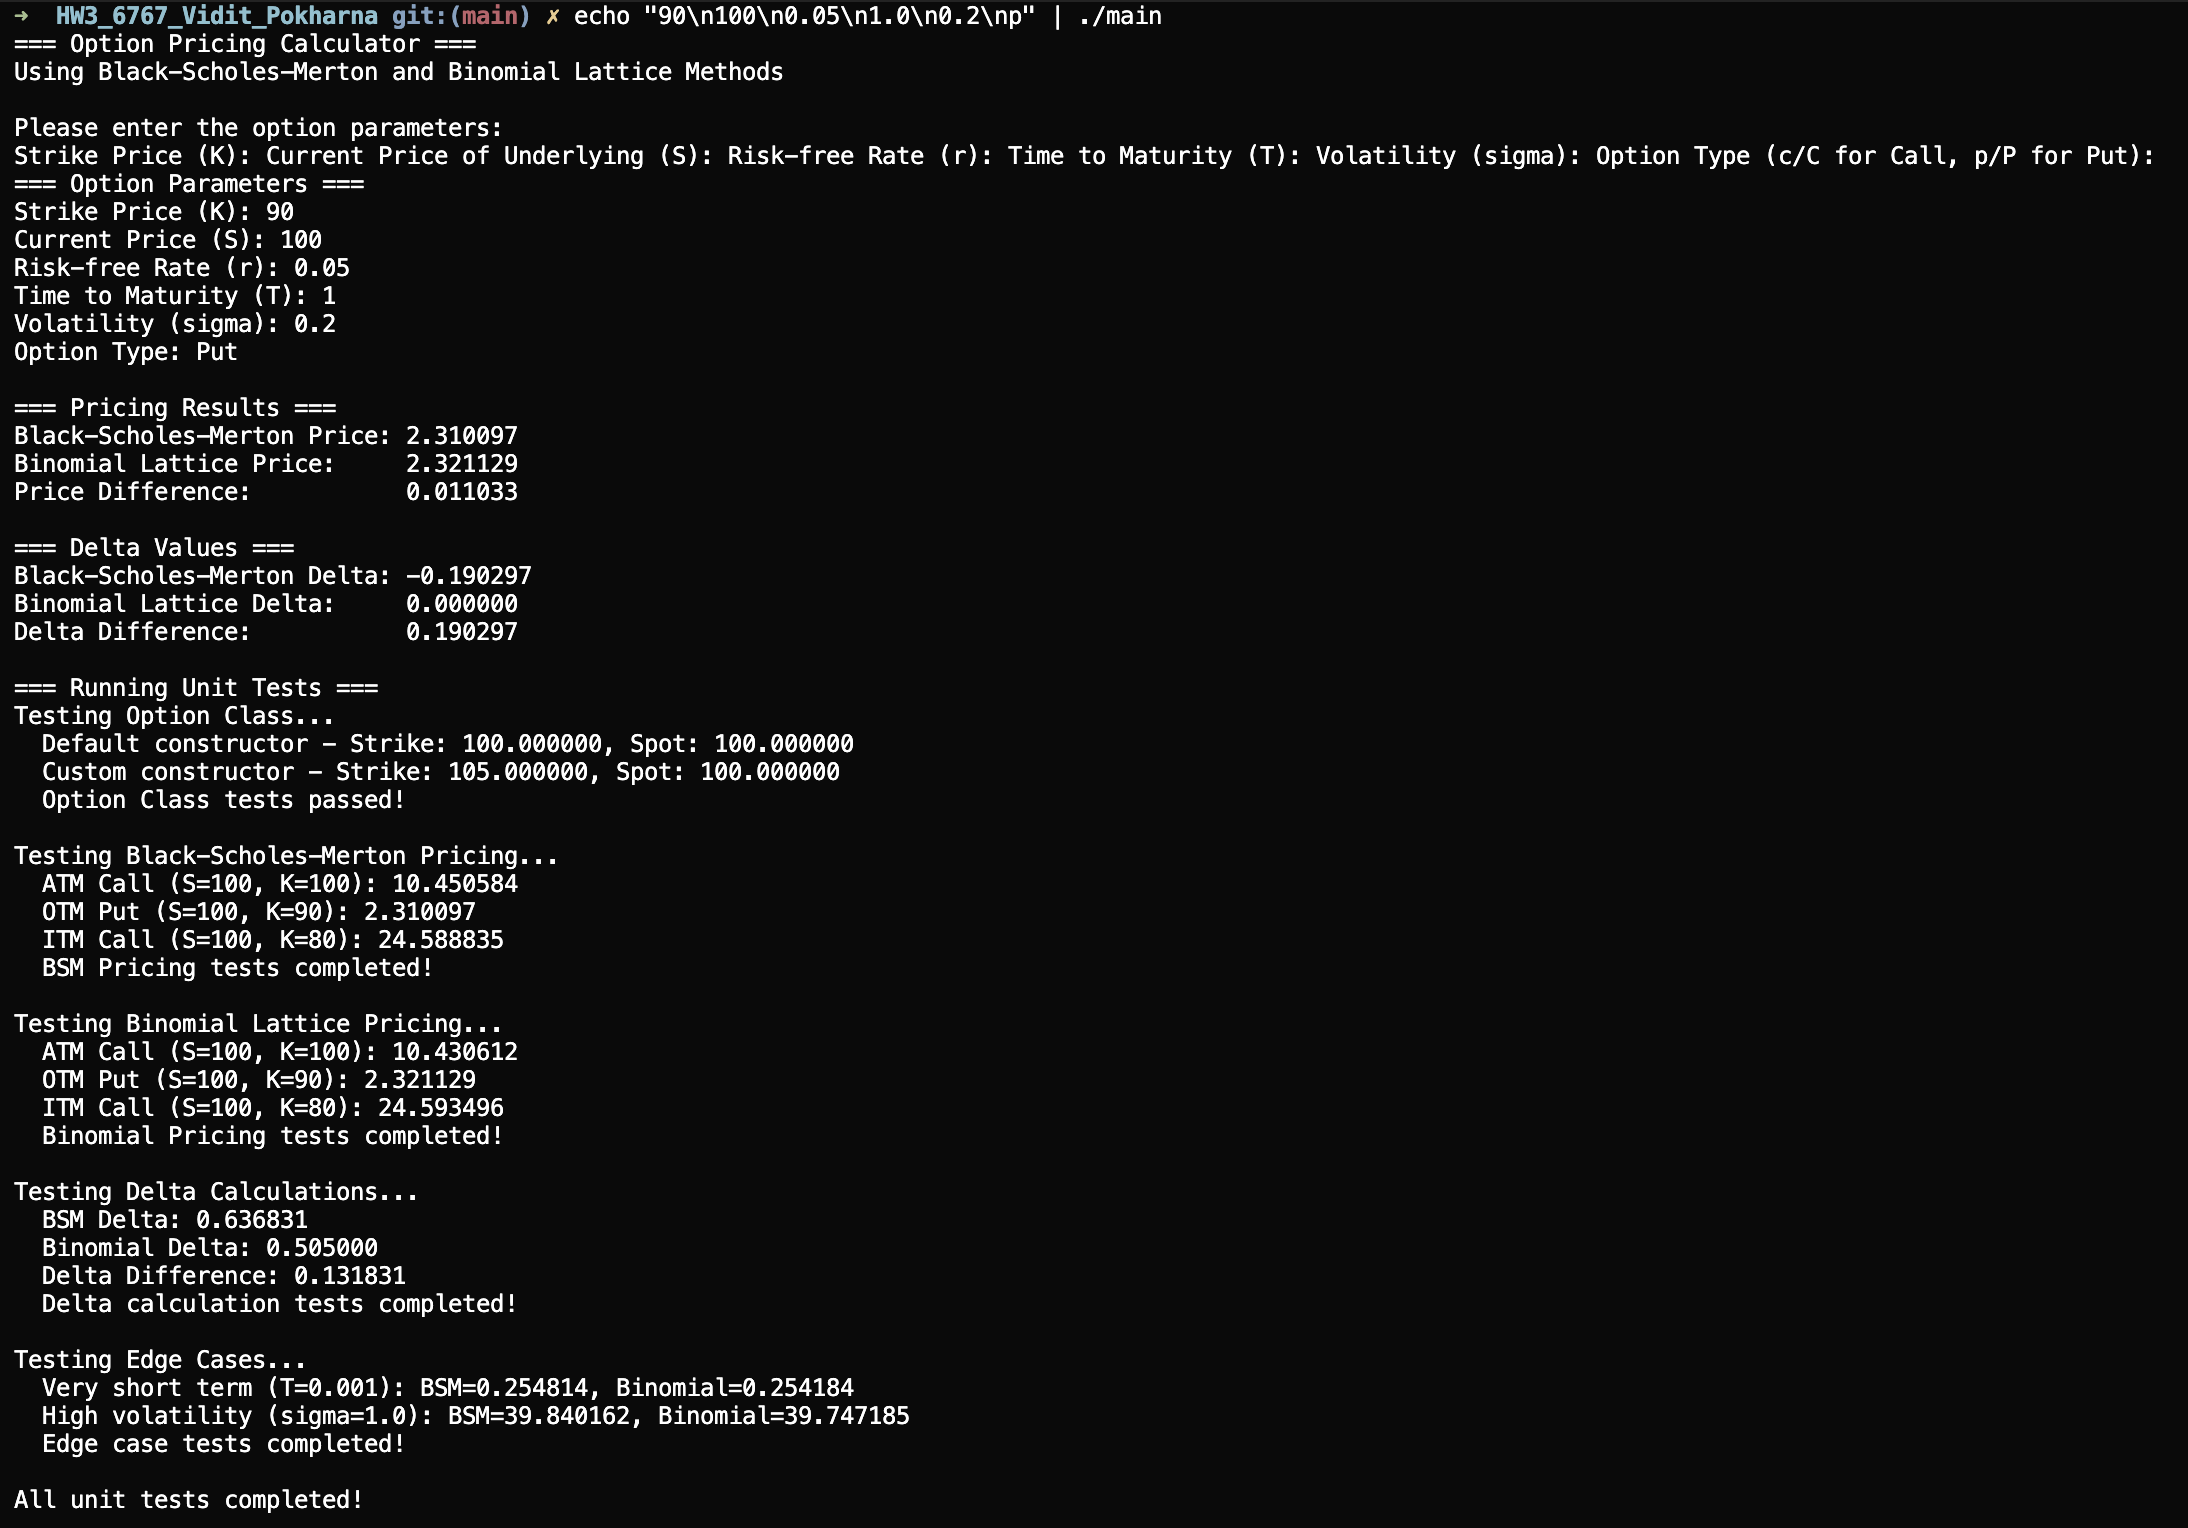 ➜  HW3_6767_Vidit_Pokharna git:(main) ✗ echo "90\n100\n0.05\n1.0\n0.2\np" | ./main
=== Option Pricing Calculator ===
Using Black-Scholes-Merton and Binomial Lattice Methods

Please enter the option parameters:
Strike Price (K): Current Price of Underlying (S): Risk-free Rate (r): Time to Maturity (T): Volatility (sigma): Option Type (c/C for Call, p/P for Put):
=== Option Parameters ===
Strike Price (K): 90
Current Price (S): 100
Risk-free Rate (r): 0.05
Time to Maturity (T): 1
Volatility (sigma): 0.2
Option Type: Put

=== Pricing Results ===
Black-Scholes-Merton Price: 2.310097
Binomial Lattice Price:     2.321129
Price Difference:           0.011033

=== Delta Values ===
Black-Scholes-Merton Delta: -0.190297
Binomial Lattice Delta:     0.000000
Delta Difference:           0.190297

=== Running Unit Tests ===
Testing Option Class...
  Default constructor - Strike: 100.000000, Spot: 100.000000
  Custom constructor - Strike: 105.000000, Spot: 100.000000
  Option Class tests passed!

Testing Black-Scholes-Merton Pricing...
  ATM Call (S=100, K=100): 10.450584
  OTM Put (S=100, K=90): 2.310097
  ITM Call (S=100, K=80): 24.588835
  BSM Pricing tests completed!

Testing Binomial Lattice Pricing...
  ATM Call (S=100, K=100): 10.430612
  OTM Put (S=100, K=90): 2.321129
  ITM Call (S=100, K=80): 24.593496
  Binomial Pricing tests completed!

Testing Delta Calculations...
  BSM Delta: 0.636831
  Binomial Delta: 0.505000
  Delta Difference: 0.131831
  Delta calculation tests completed!

Testing Edge Cases...
  Very short term (T=0.001): BSM=0.254814, Binomial=0.254184
  High volatility (sigma=1.0): BSM=39.840162, Binomial=39.747185
  Edge case tests completed!

All unit tests completed!